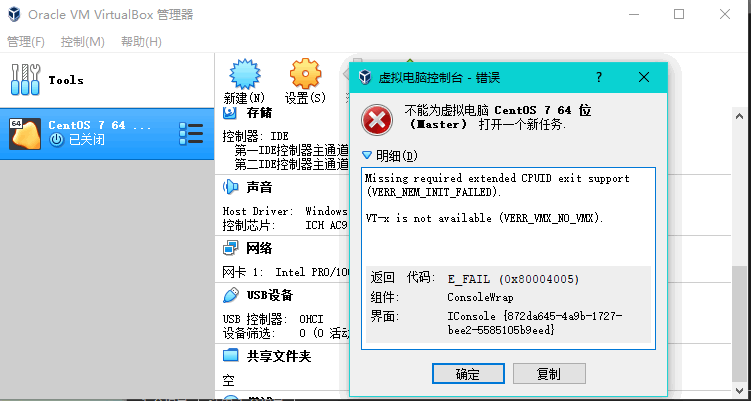 Oracle VM VirtualBox 管理器
管理(F) 控制(M) 帮助(H)
Tools
64
CentOS 7 64 ...
已关闭
新建(N) 设置(S)
存储
控制器: IDE
第一IDE控制器主通道
第二IDE控制器主通道
声音
Host Driver: Windows
控制芯片: ICH AC9
网络
网卡 1: Intel PRO/100
USB设备
USB 控制器: OHCI
设备筛选: 0 (0 活动
共享文件夹
空
虚拟电脑控制台 - 错误
?
不能为虚拟电脑 CentOS 7 64 位
(Master) 打开一个新任务.
明细(D)
Missing required extended CPUID exit support
(VERR_NEM_INIT_FAILED).
VT-x is not available (VERR_VMX_NO_VMX).
返回 代码: E_FAIL (0x80004005)
组件: ConsoleWrap
界面: IConsole {872da645-4a9b-1727-
bee2-5585105b9eed}
确定 复制